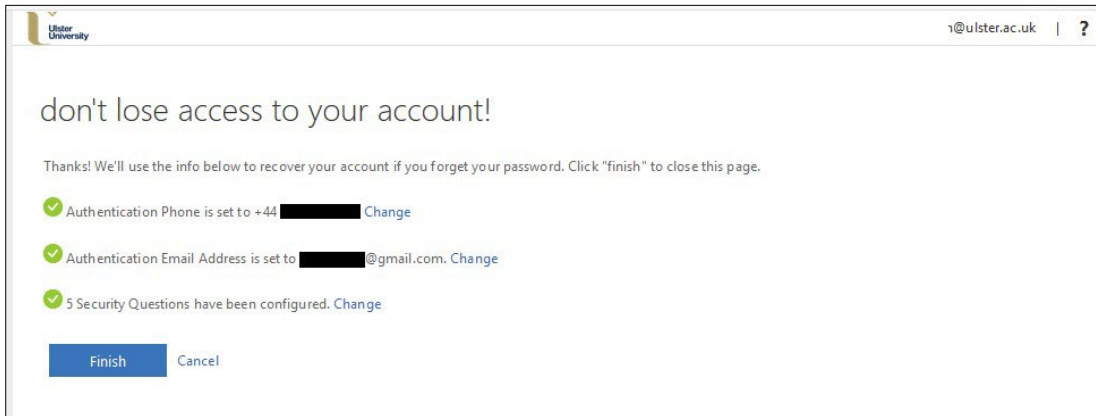 Ulster
University
@ulster.ac.uk | ?
don't lose access to your account!
Thanks! We'll use the info below to recover your account if you forget your password. Click "finish" to close this page.
Authentication Phone is set to +44 Change
Authentication Email Address is set to @gmail.com. Change
5 Security Questions have been configured. Change
Finish Cancel